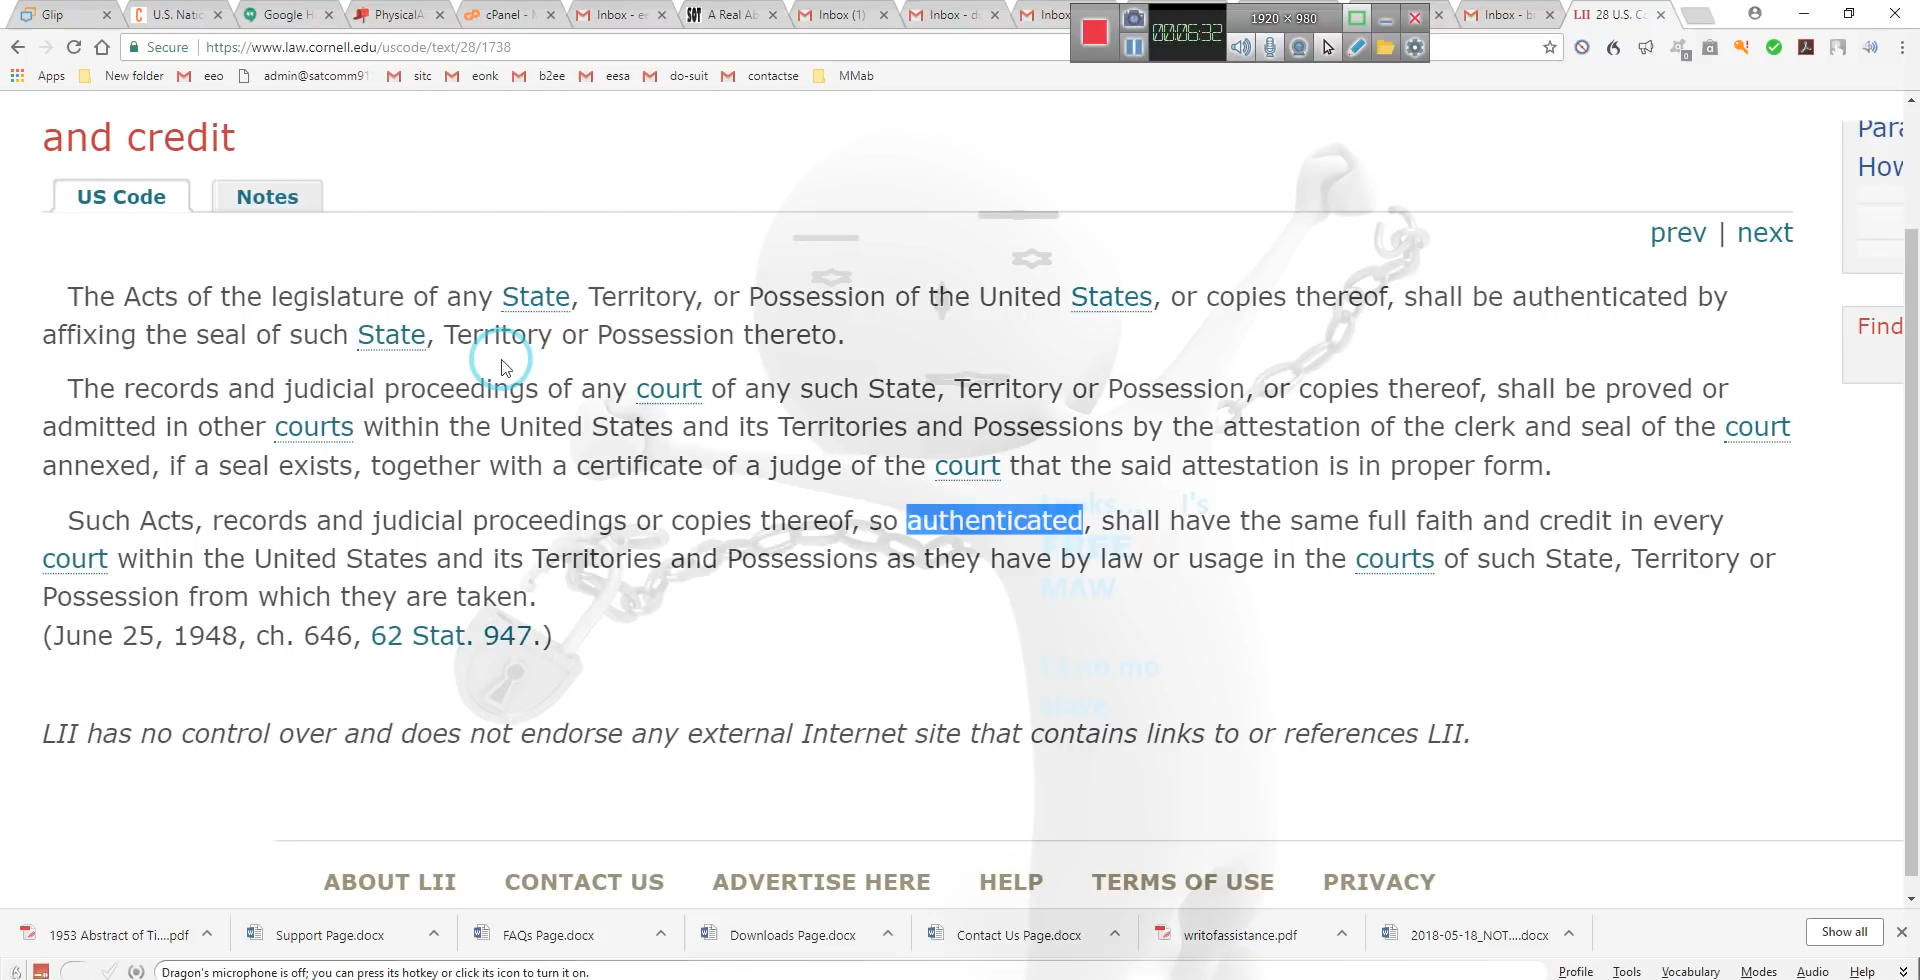 Glip
U.S. Natio
Google H
PhysicalA
cPanel - M
Inbox - ee
A Real Ab
Inbox (1)
Inbox - d
Inbox
00:06:32
1920 × 980
Inbox - b
LII 28 U.S. Co
Secure
https://www.law.cornell.edu/uscode/text/28/1738
Apps
New folder
eeo
admin@satcomm91
sitc
eonk
b2ee
eesa
do-suit
contactse
MMab
and credit
Para
How
US Code
Notes
prev | next
The Acts of the legislature of any State, Territory, or Possession of the United States, or copies thereof, shall be authenticated by
affixing the seal of such State, Territory or Possession thereto.
Find
The records and judicial proceedings of any court of any such State, Territory or Possession, or copies thereof, shall be proved or
admitted in other courts within the United States and its Territories and Possessions by the attestation of the clerk and seal of the court
annexed, if a seal exists, together with a certificate of a judge of the court that the said attestation is in proper form.
Such Acts, records and judicial proceedings or copies thereof, so authenticated, shall have the same full faith and credit in every
court within the United States and its Territories and Possessions as they have by law or usage in the courts of such State, Territory or
Possession from which they are taken.
(June 25, 1948, ch. 646, 62 Stat. 947.)
I's
FREE
MAW
I's no mo
slave
LII has no control over and does not endorse any external Internet site that contains links to or references LII.
ABOUT LII
CONTACT US
ADVERTISE HERE
HELP
TERMS OF USE
PRIVACY
1953 Abstract of Ti....pdf
Support Page.docx
FAQs Page.docx
Downloads Page.docx
Contact Us Page.docx
writofassistance.pdf
2018-05-18_NOT....docx
Show all
Dragon's microphone is off; you can press its hotkey or click its icon to turn it on.
Profile
Tools
Vocabulary
Modes
Audio
Help